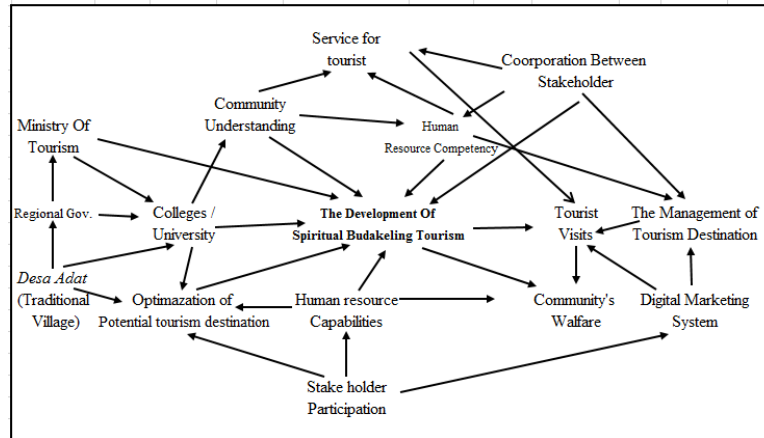 Service for
tourist
Coorporation Between
Stakeholder
Community
Understanding
Ministry Of
Tourism
Human
Resource Competency
Regional Gov.
Colleges /
University
The Development Of
Spiritual Budakeling Tourism
Tourist
Visits
The Management of
Tourism Destination
Desa Adat
(Traditional
Village)
Optimazation of
Potential tourism destination
Human resource
Capabilities
Community's
Welfare
Digital Marketing
System
Stake holder
Participation